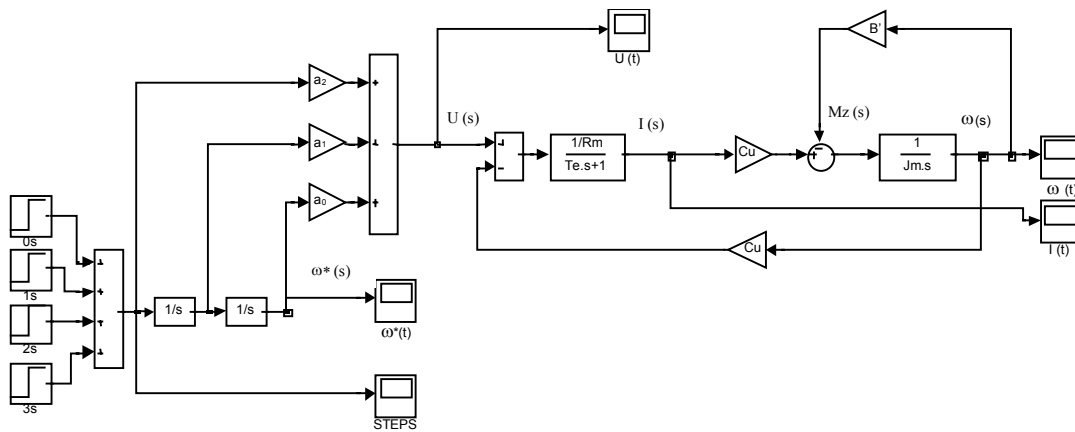 B'
U (t)
a2
U (s)
I (s)
Mz (s)
ω(s)
a1
1/Rm
Te.s+1
Cu
1
Jm.s
ω (t)
a0
I (t)
Cu
0s
1s
2s
3s
ω* (s)
1/s
1/s
ω*(t)
STEPS